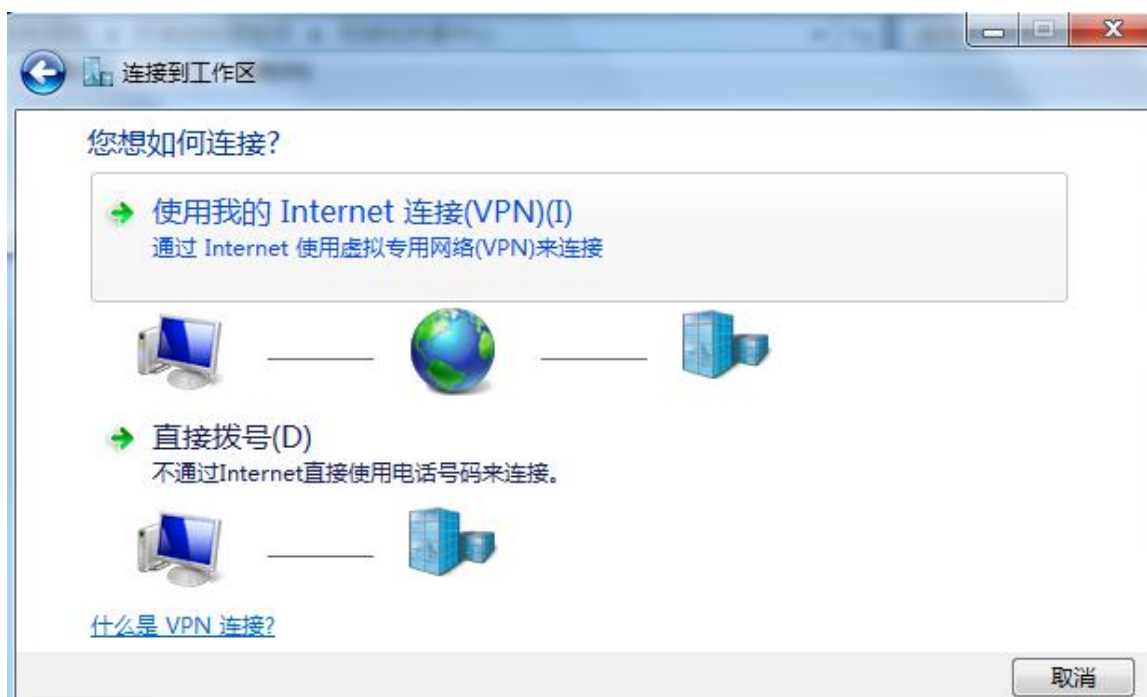 连接到工作区
您想如何连接?
使用我的 Internet 连接(VPN)(I)
通过 Internet 使用虚拟专用网络(VPN)来连接
直接拨号(D)
不通过Internet直接使用电话号码来连接。
什么是 VPN 连接?
取消